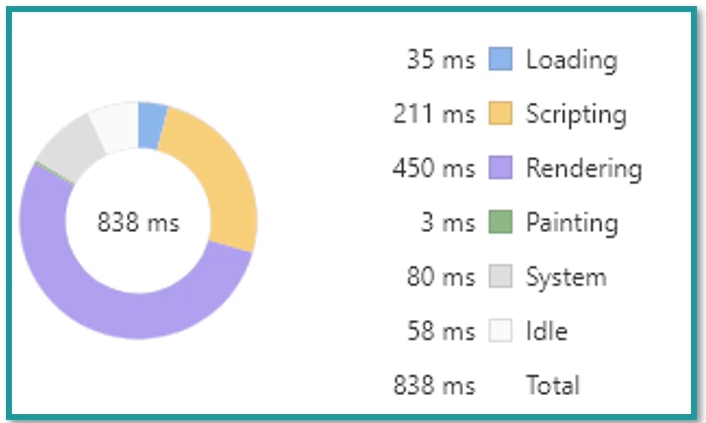 838 ms
35 ms Loading
211 ms Scripting
450 ms Rendering
3 ms Painting
80 ms System
58 ms Idle
838 ms Total